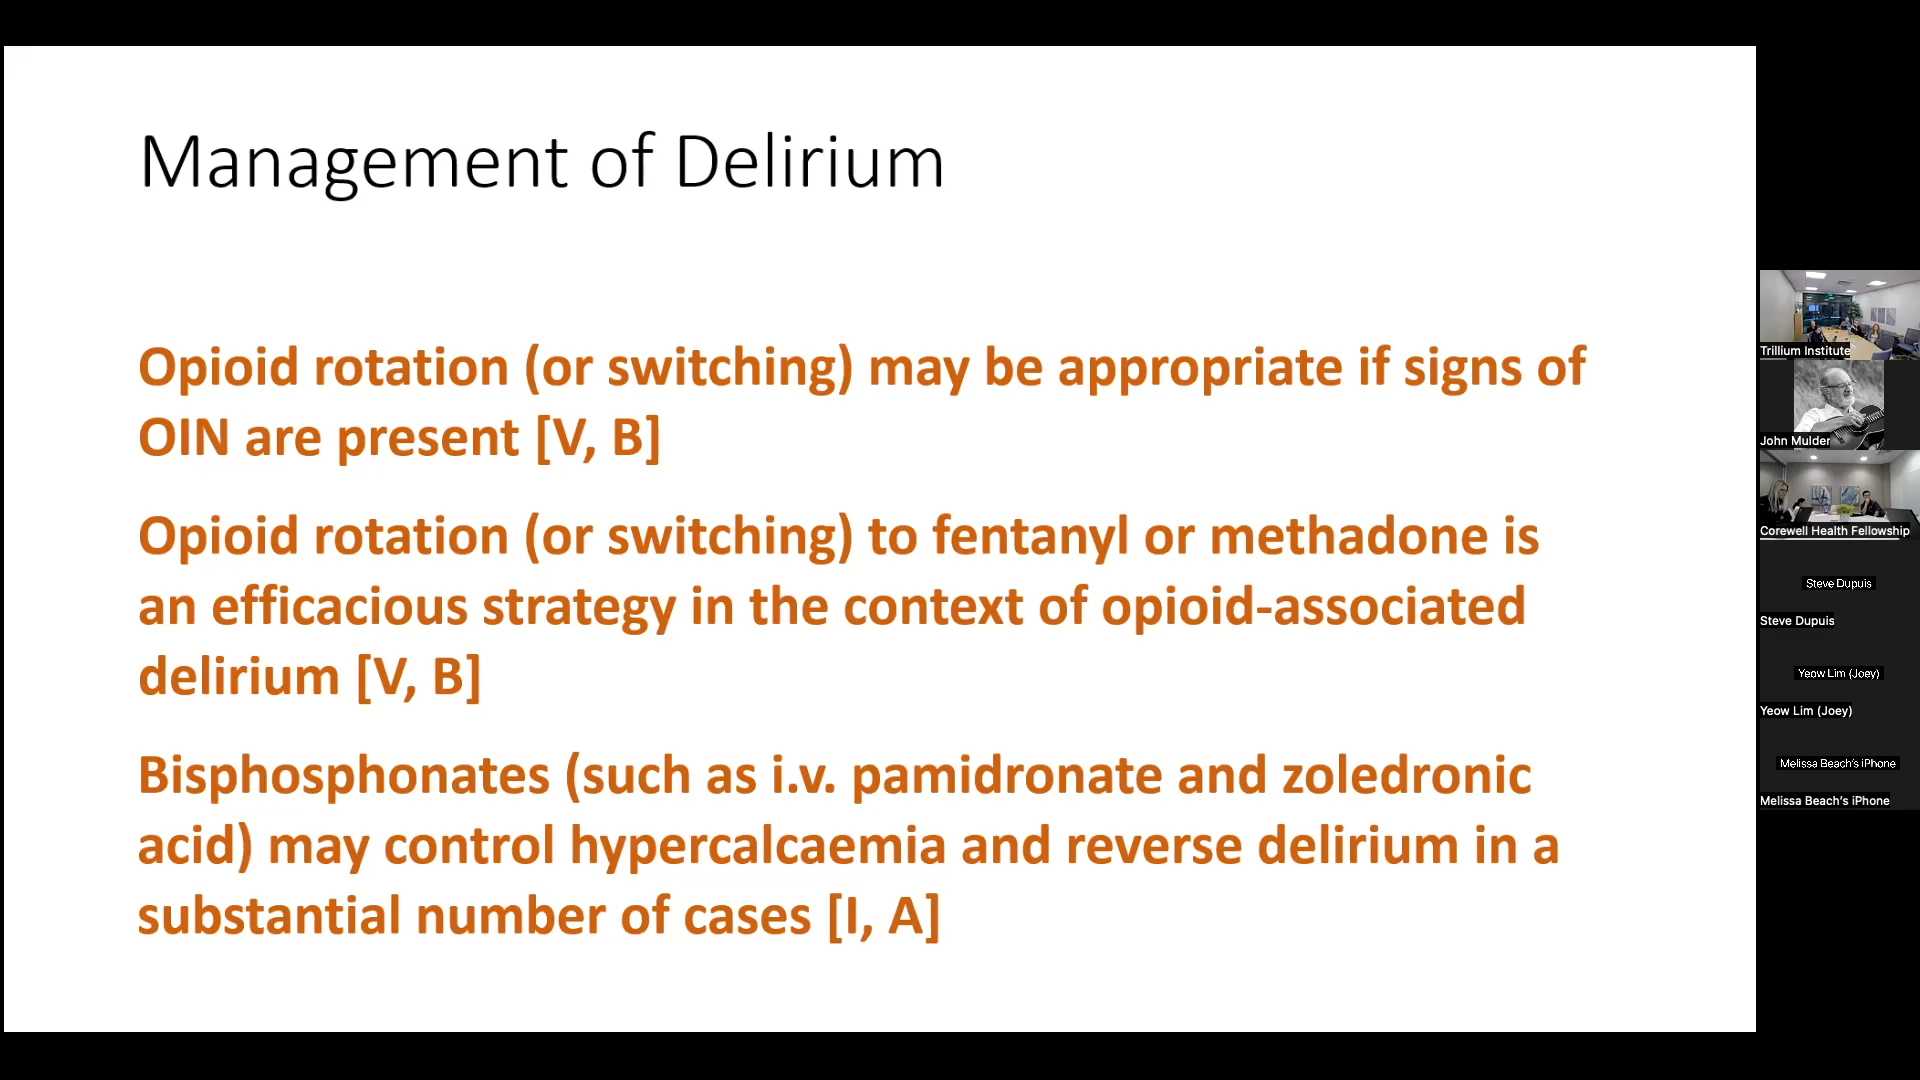 Management of Delirium
Opioid rotation (or switching) may be appropriate if signs of
OIN are present [V, B]
Opioid rotation (or switching) to fentanyl or methadone is
an efficacious strategy in the context of opioid-associated
delirium [V, B]
Bisphosphonates (such as i.v. pamidronate and zoledronic
acid) may control hypercalcaemia and reverse delirium in a
substantial number of cases [I, A]
Trillium Institute
John Mulder
Corewell Health Fellowship
Steve Dupuis
Steve Dupuis
Yeow Lim (Joey)
Yeow Lim (Joey)
Melissa Beach's iPhone
Melissa Beach's iPhone